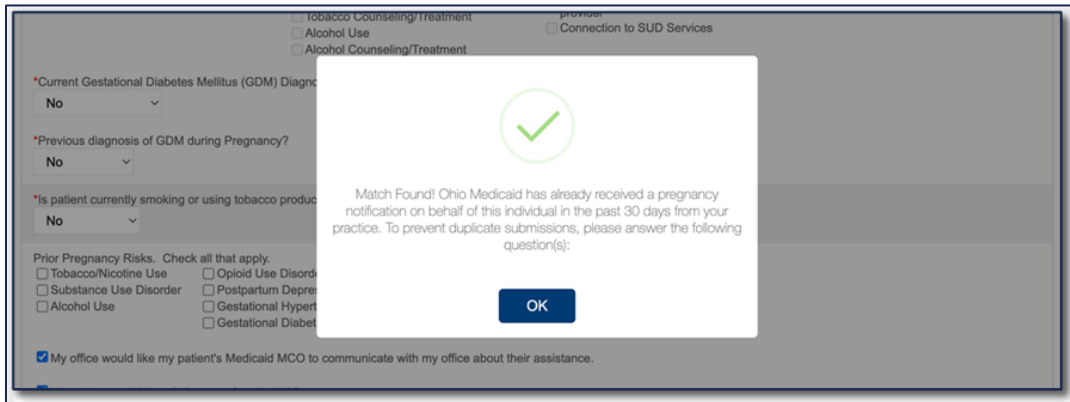 Tobacco Counseling/Treatment
provider
Alcohol Use
Connection to SUD Services
Alcohol Counseling/Treatment
*Current Gestational Diabetes Mellitus (GDM) Diagno
No
*Previous diagnosis of GDM during Pregnancy?
No
*Is patient currently smoking or using tobacco produc
No
Prior Pregnancy Risks. Check all that apply.
Tobacco/Nicotine Use Opioid Use Disorde
Substance Use Disorder Postpartum Depres
Alcohol Use Gestational Hypert
Gestational Diabet
My office would like my patient's Medicaid MCO to communicate with my office about their assistance.
Match Found! Ohio Medicaid has already received a pregnancy
notification on behalf of this individual in the past 30 days from your
practice. To prevent duplicate submissions, please answer the following
question(s):
OK